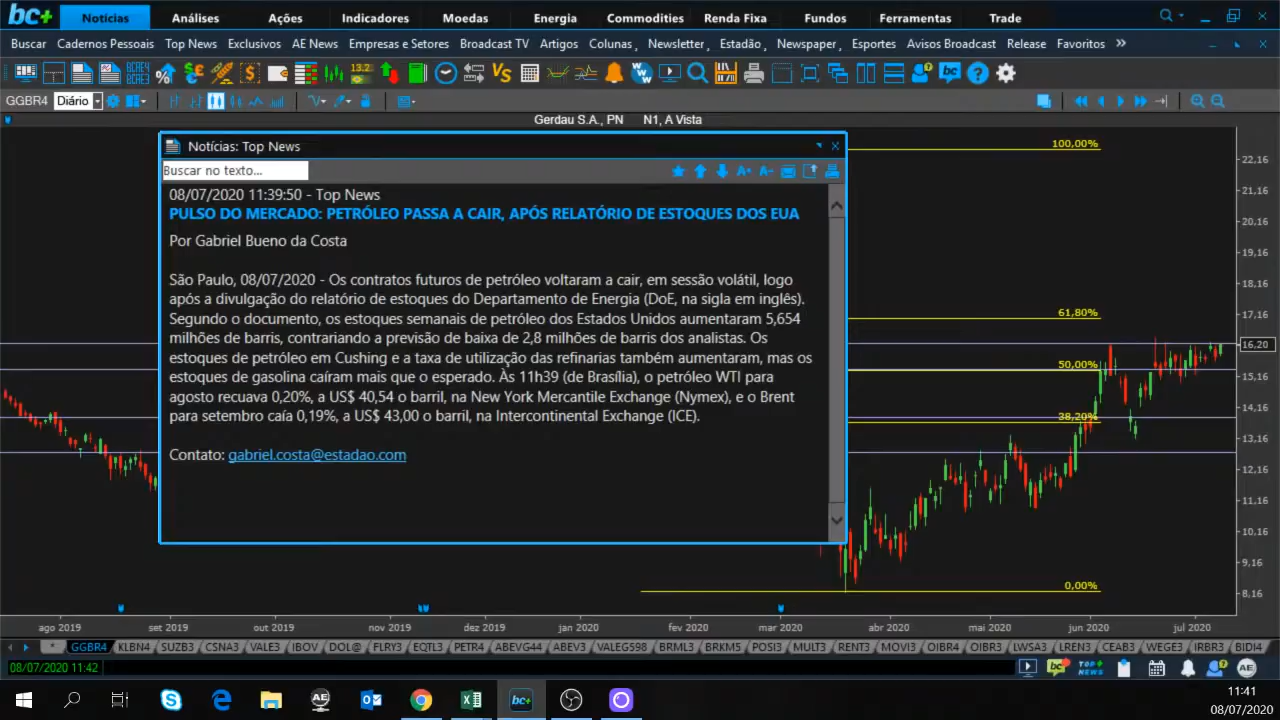 bc+ Notícias Análises Ações Indicadores Moedas Energia Commodities Renda Fixa Fundos Ferramentas Trade
Buscar Cadernos Pessoais Top News Exclusivos AE News Empresas e Setores Broadcast TV Artigos Colunas Newsletter Estadão Newspaper Esportes Avisos Broadcast Release Favoritos »
GGBR4 Diário
Gerdau S.A., PN N1, A Vista
Notícias: Top News
Buscar no texto...
08/07/2020 11:39:50 - Top News
PULSO DO MERCADO: PETRÓLEO PASSA A CAIR, APÓS RELATÓRIO DE ESTOQUES DOS EUA
Por Gabriel Bueno da Costa
São Paulo, 08/07/2020 - Os contratos futuros de petróleo voltaram a cair, em sessão volátil, logo
após a divulgação do relatório de estoques do Departamento de Energia (DoE, na sigla em inglês).
Segundo o documento, os estoques semanais de petróleo dos Estados Unidos aumentaram 5,654
milhões de barris, contrariando a previsão de baixa de 2,8 milhões de barris dos analistas. Os
estoques de petróleo em Cushing e a taxa de utilização das refinarias também aumentaram, mas os
estoques de gasolina caíram mais que o esperado. Às 11h39 (de Brasília), o petróleo WTI para
agosto recuava 0,20%, a US$ 40,54 o barril, na New York Mercantile Exchange (Nymex), e o Brent
para setembro caía 0,19%, a US$ 43,00 o barril, na Intercontinental Exchange (ICE).
Contato: gabriel.costa@estadao.com
100,00%
61,80%
50,00%
38,20%
0,00%
22,16
21,16
20,16
19,16
18,16
17,16
16,20
15,16
14,16
13,16
12,16
11,16
10,16
9,16
8,16
ago 2019 set 2019 out 2019 nov 2019 dez 2019 jan 2020 fev 2020 mar 2020 abr 2020 mai 2020 jun 2020 jul 2020
* GGBR4 KLBN4 SUZB3 CSNA3 VALE3 IBOV DOL@ FLRY3 EQTL3 PETR4 ABEVG44 ABEV3 VALEG598 BRML3 BRKM5 POSI3 MULT3 RENT3 MOVI3 OIBR4 OIBR3 LWSA3 LREN3 CEAB3 WEGE3 IRBR3 BIDI4
08/07/2020 11:42
11:41
08/07/2020